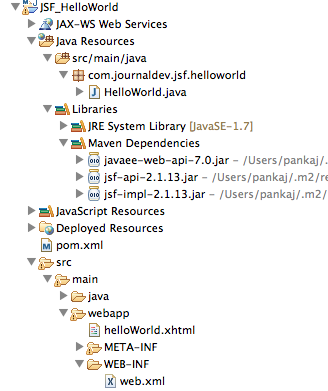 JSF_HelloWorld
JAX-WS Web Services
Java Resources
src/main/java
com.journaldev.jsf.helloworld
HelloWorld.java
Libraries
JRE System Library [JavaSE-1.7]
Maven Dependencies
javaee-web-api-7.0.jar – /Users/pankaj/.
jsf-api-2.1.13.jar – /Users/pankaj/.m2/re
jsf-impl-2.1.13.jar – /Users/pankaj/.m2/
JavaScript Resources
Deployed Resources
pom.xml
src
main
java
webapp
helloWorld.xhtml
META-INF
WEB-INF
web.xml